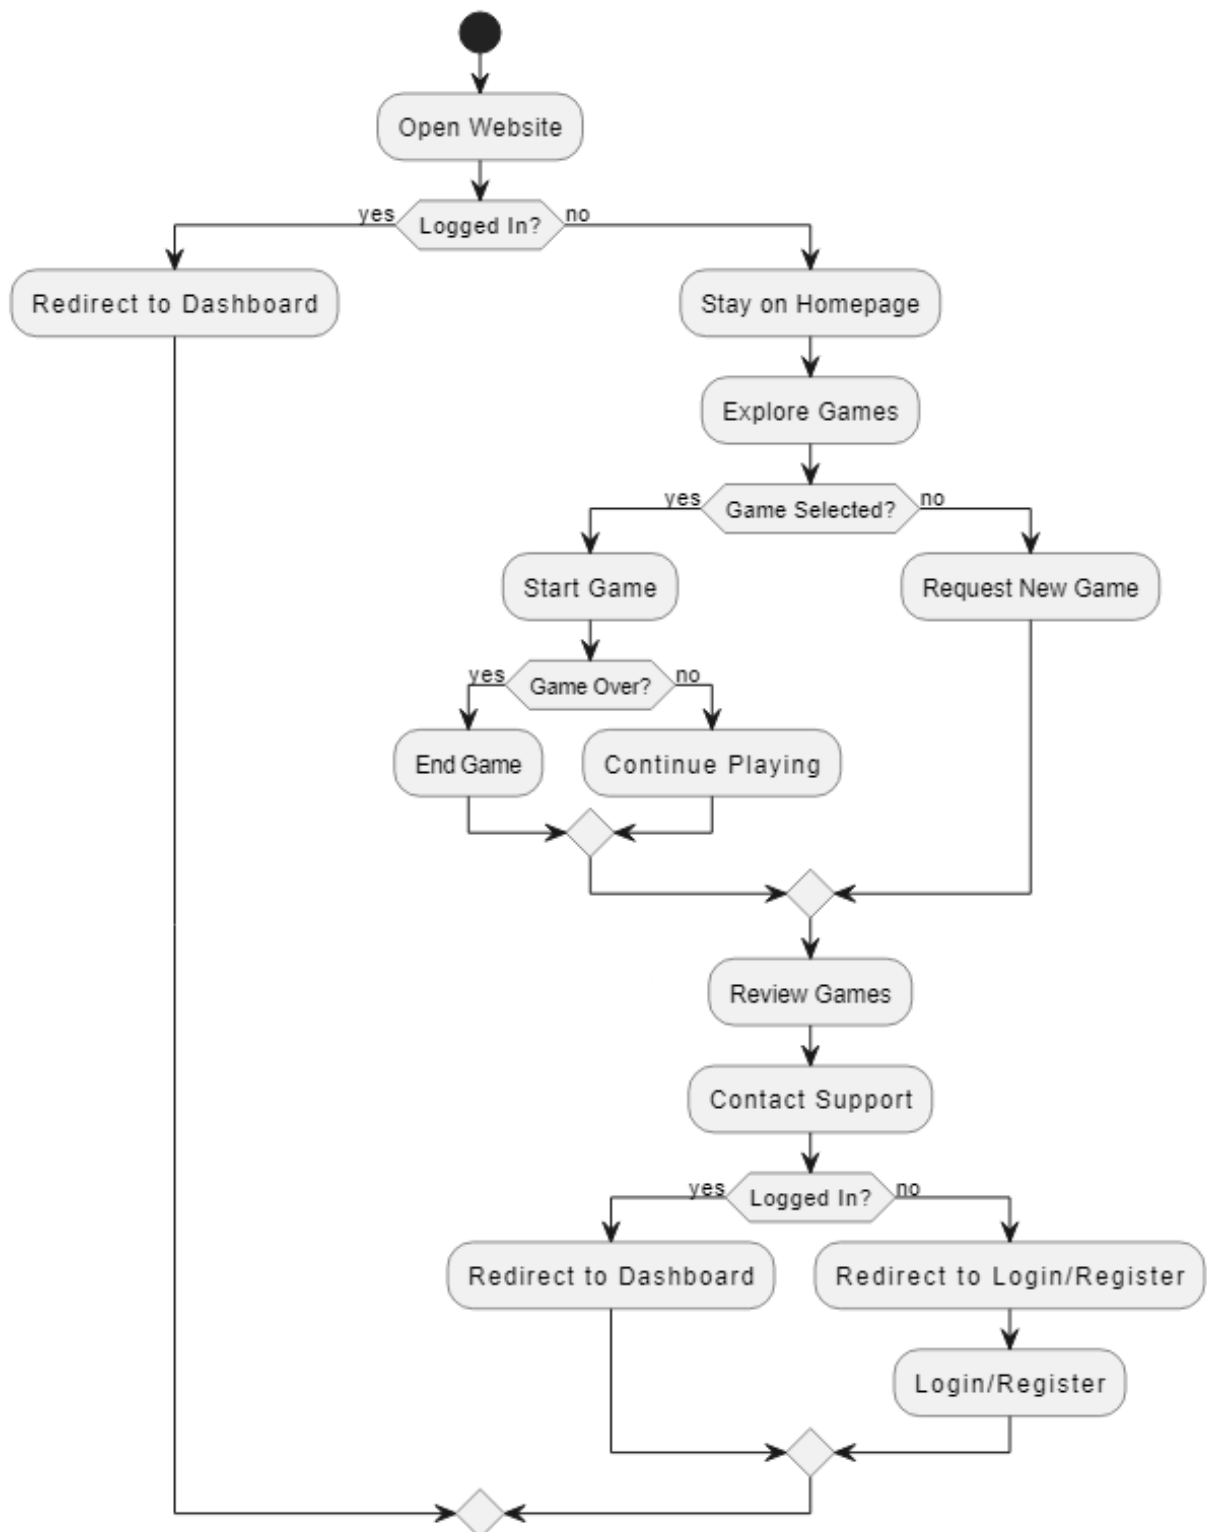 Open Website
yes
Logged In?
no
Redirect to Dashboard
Stay on Homepage
Explore Games
yes
Game Selected?
no
Start Game
Request New Game
yes
Game Over?
no
End Game
Continue Playing
Review Games
Contact Support
yes
Logged In?
no
Redirect to Dashboard
Redirect to Login/Register
Login/Register